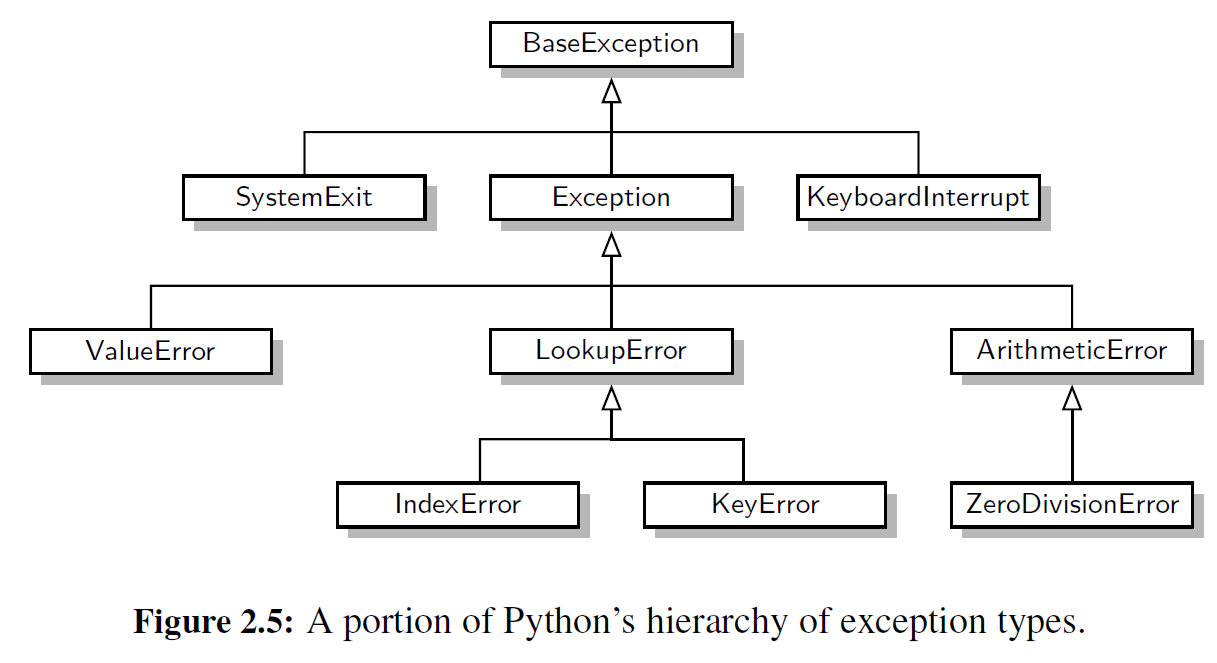 BaseException
SystemExit
Exception
KeyboardInterrupt
ValueError
LookupError
ArithmeticError
IndexError
KeyError
ZeroDivisionError
Figure 2.5: A portion of Python’s hierarchy of exception types.